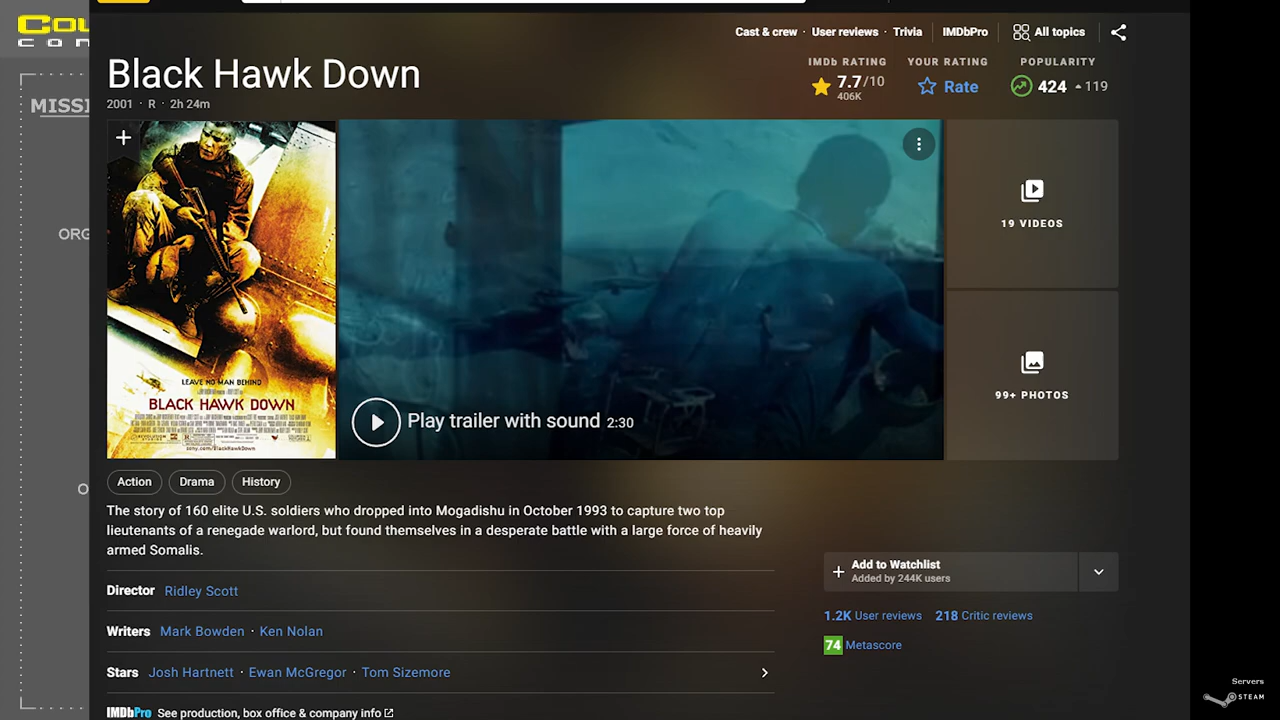 Cou
CON
MISSI
ORG
O
Cast & crew · User reviews · Trivia IMDbPro All topics
Black Hawk Down
2001 · R · 2h 24m
IMDb RATING
7.7/10
406K
YOUR RATING
Rate
POPULARITY
424 119
LEAVE NO MAN BEHIND
BLACK HAWK DOWN
sony.com/BlackHawkDown
Play trailer with sound 2:30
19 VIDEOS
99+ PHOTOS
Action Drama History
The story of 160 elite U.S. soldiers who dropped into Mogadishu in October 1993 to capture two top
lieutenants of a renegade warlord, but found themselves in a desperate battle with a large force of heavily
armed Somalis.
Director Ridley Scott
Writers Mark Bowden · Ken Nolan
Stars Josh Hartnett · Ewan McGregor · Tom Sizemore
IMDbPro See production, box office & company info
Add to Watchlist
Added by 244K users
1.2K User reviews 218 Critic reviews
74 Metascore
Servers
STEAM